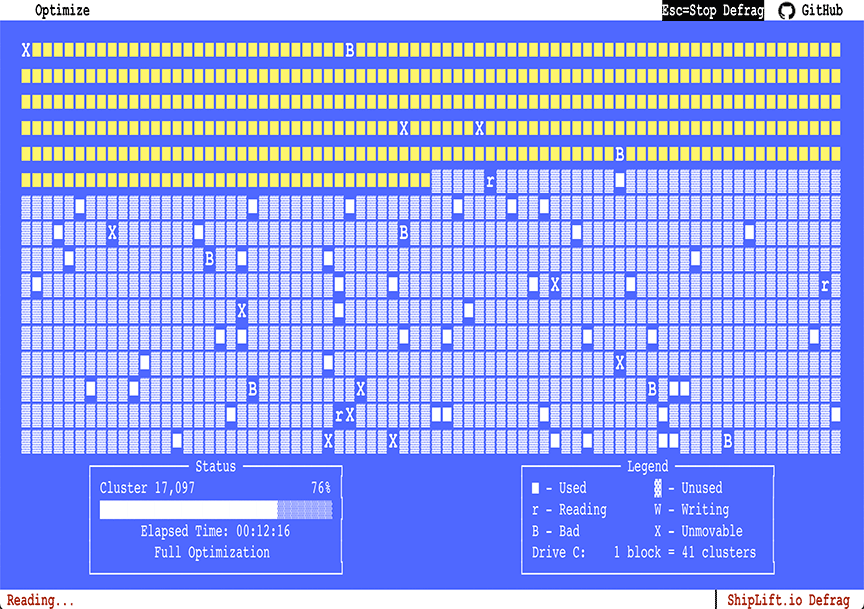 Optimize
Esc=Stop Defrag
GitHub
X B
X X
B
r
X B
B
X r
X
X
B X B
r X
X X B
Status
Cluster 17,097 76%
Elapsed Time: 00:12:16
Full Optimization
Legend
- Used - Unused
r - Reading W - Writing
B - Bad X - Unmovable
Drive C: 1 block = 41 clusters
Reading...
ShipLift.io Defrag